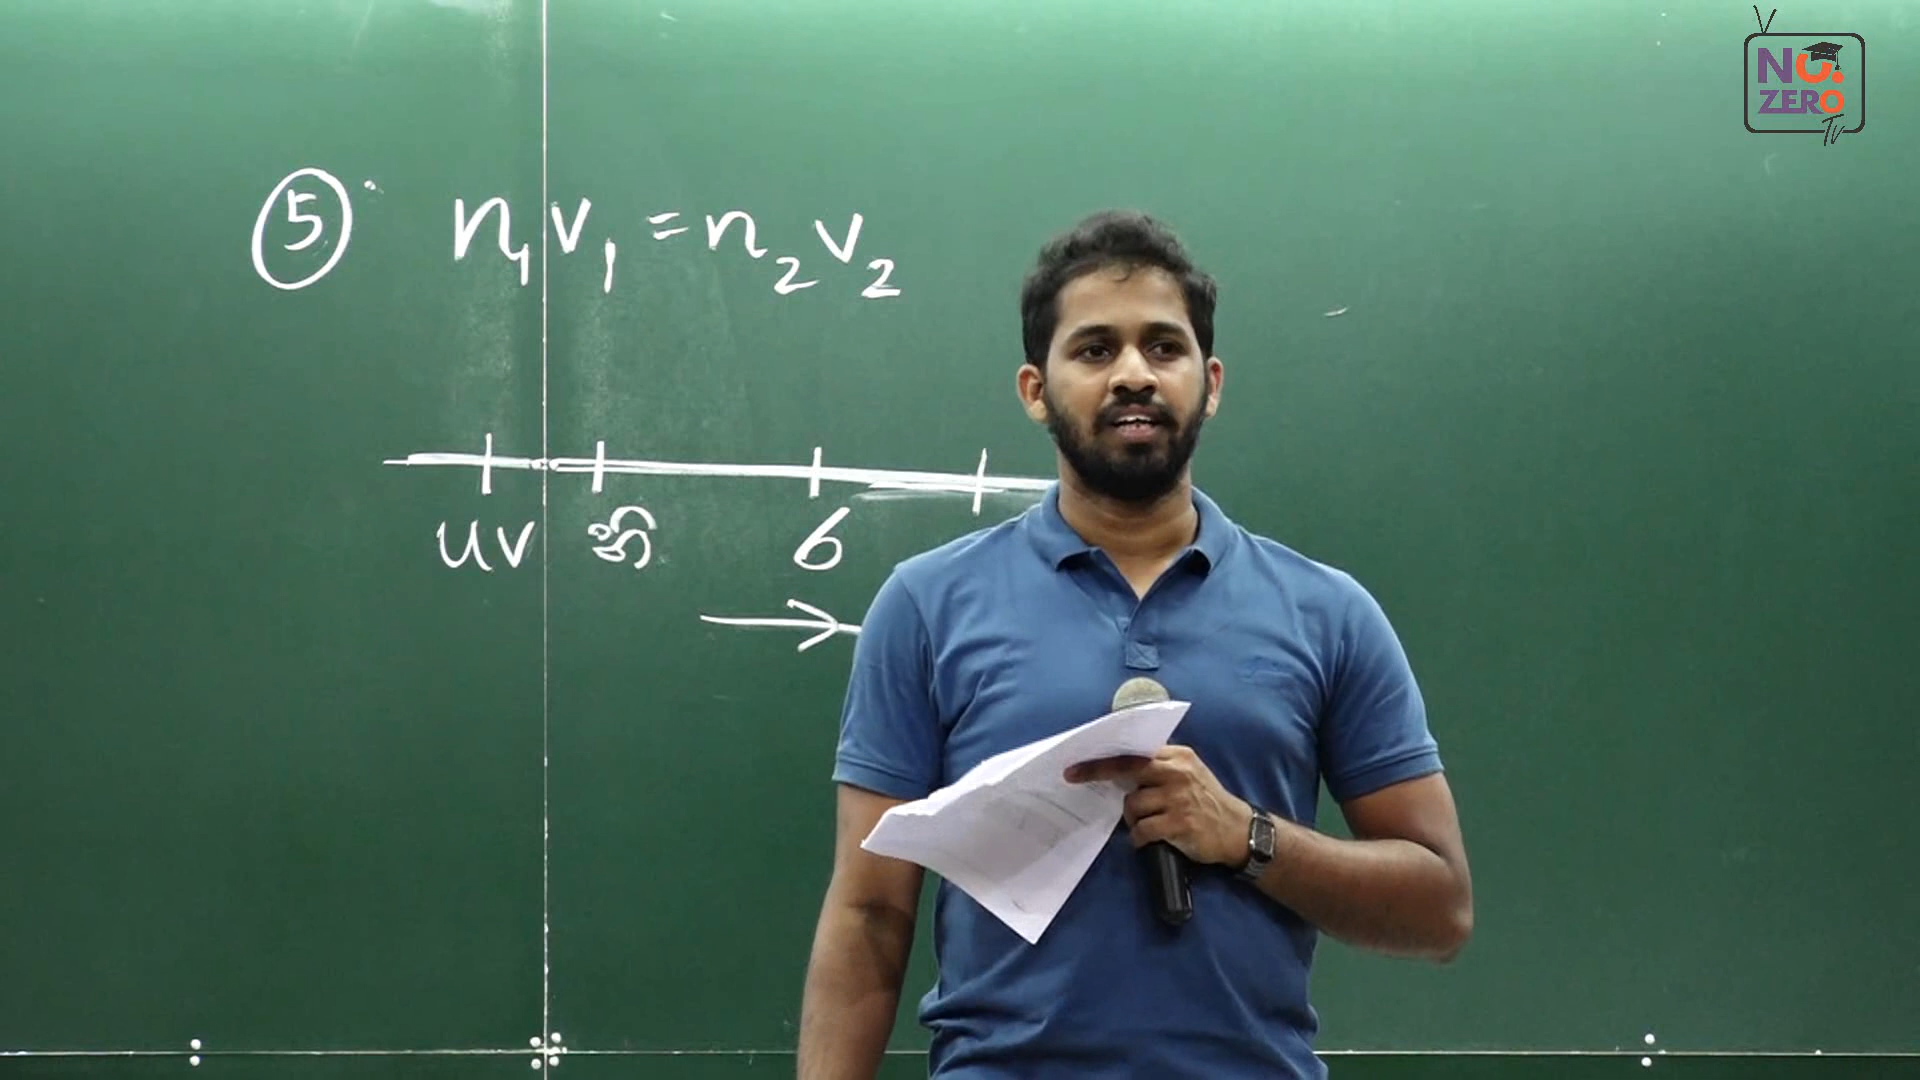 NO.
ZERO
Tv
5 n₁v₁ = n₂v₂
uv නි 6